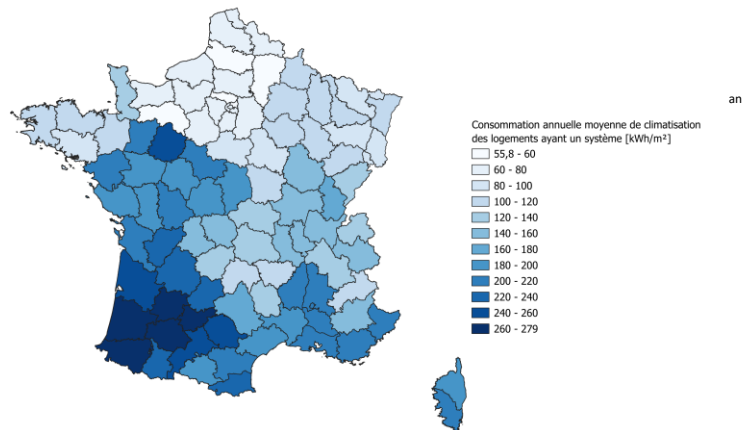 an
Consommation annuelle moyenne de climatisation
des logements ayant un système [kWh/m²]
55,8 - 60
60 - 80
80 - 100
100 - 120
120 - 140
140 - 160
160 - 180
180 - 200
200 - 220
220 - 240
240 - 260
260 - 279